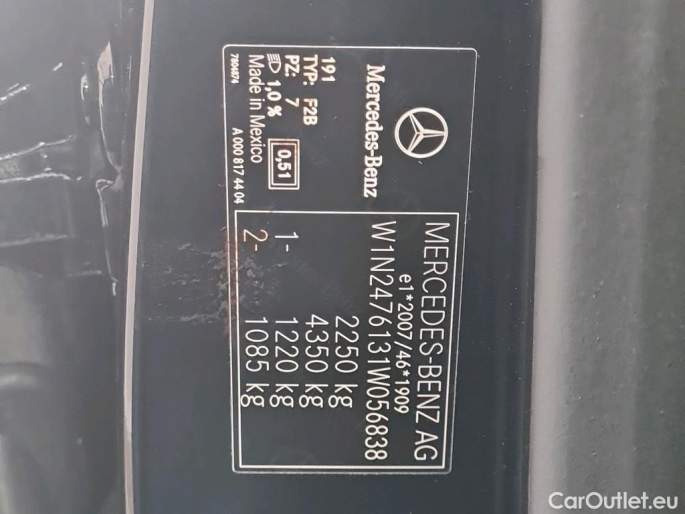 Mercedes-Benz
191
TYP: F2B
PZ: 7
1,0 %
Made in Mexico
0,51
7804874
A 000 817 44 04
MERCEDES-BENZ AG
e1*2007/46*1909
W1N2476131W056838
2250 kg
4350 kg
1- 1220 kg
2- 1085 kg
CarOutlet.eu